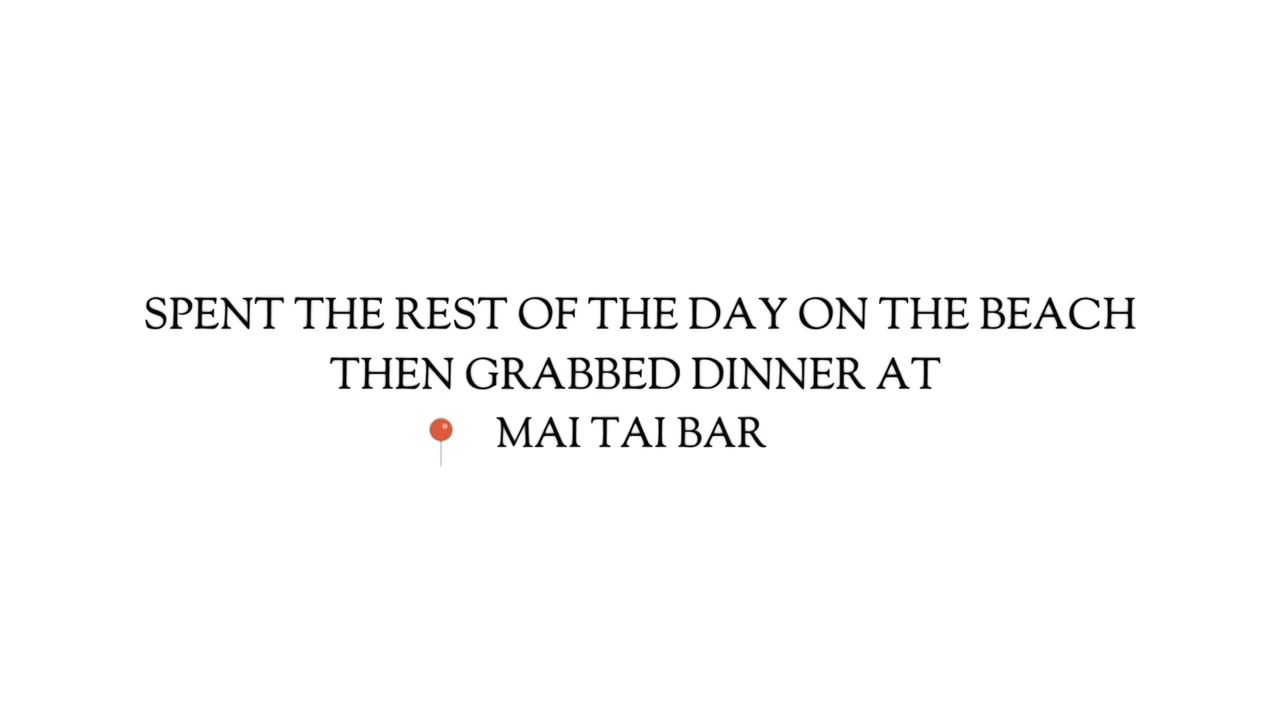 SPENT THE REST OF THE DAY ON THE BEACH
THEN GRABBED DINNER AT
📍 MAI TAI BAR